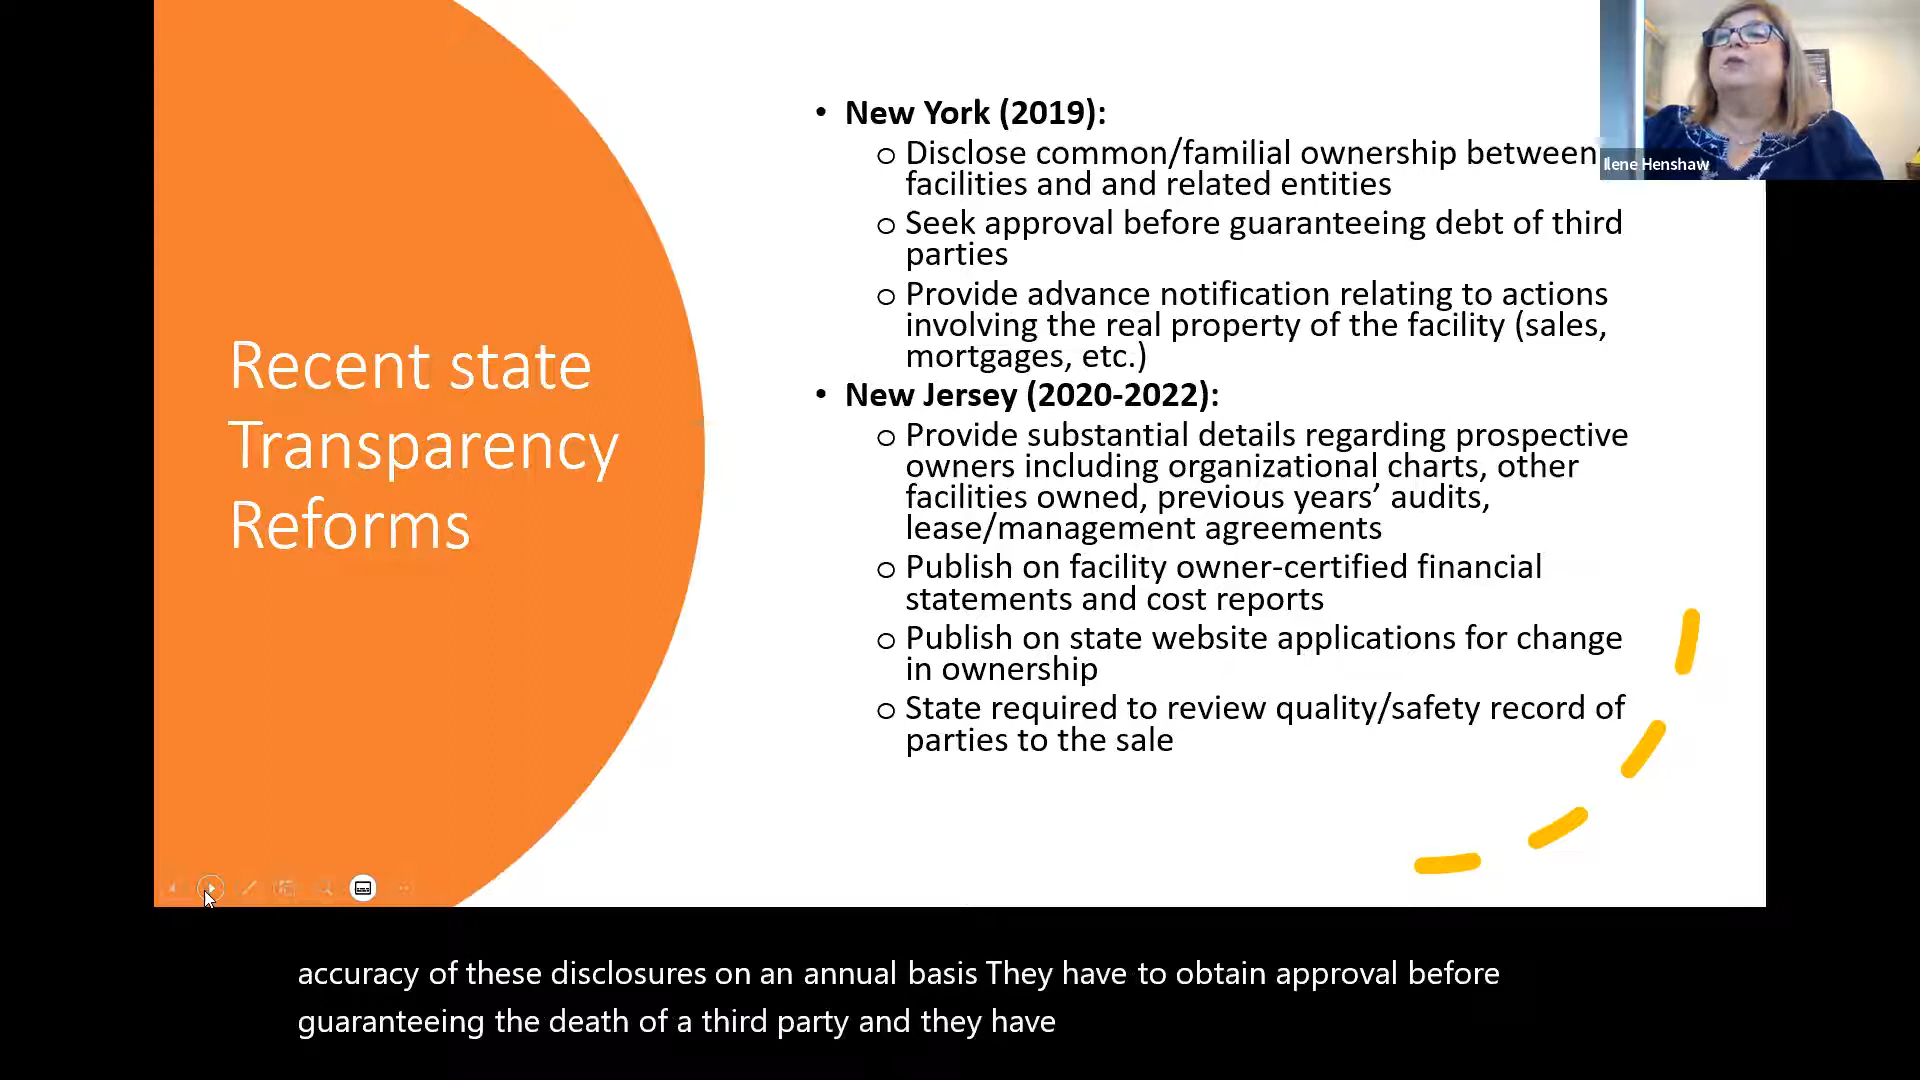 Recent state
Transparency
Reforms
• New York (2019):
o Disclose common/familial ownership between
facilities and and related entities
o Seek approval before guaranteeing debt of third
parties
o Provide advance notification relating to actions
involving the real property of the facility (sales,
mortgages, etc.)
• New Jersey (2020-2022):
o Provide substantial details regarding prospective
owners including organizational charts, other
facilities owned, previous years’ audits,
lease/management agreements
o Publish on facility owner-certified financial
statements and cost reports
o Publish on state website applications for change
in ownership
o State required to review quality/safety record of
parties to the sale
Ilene Henshaw
accuracy of these disclosures on an annual basis They have to obtain approval before
guaranteeing the death of a third party and they have